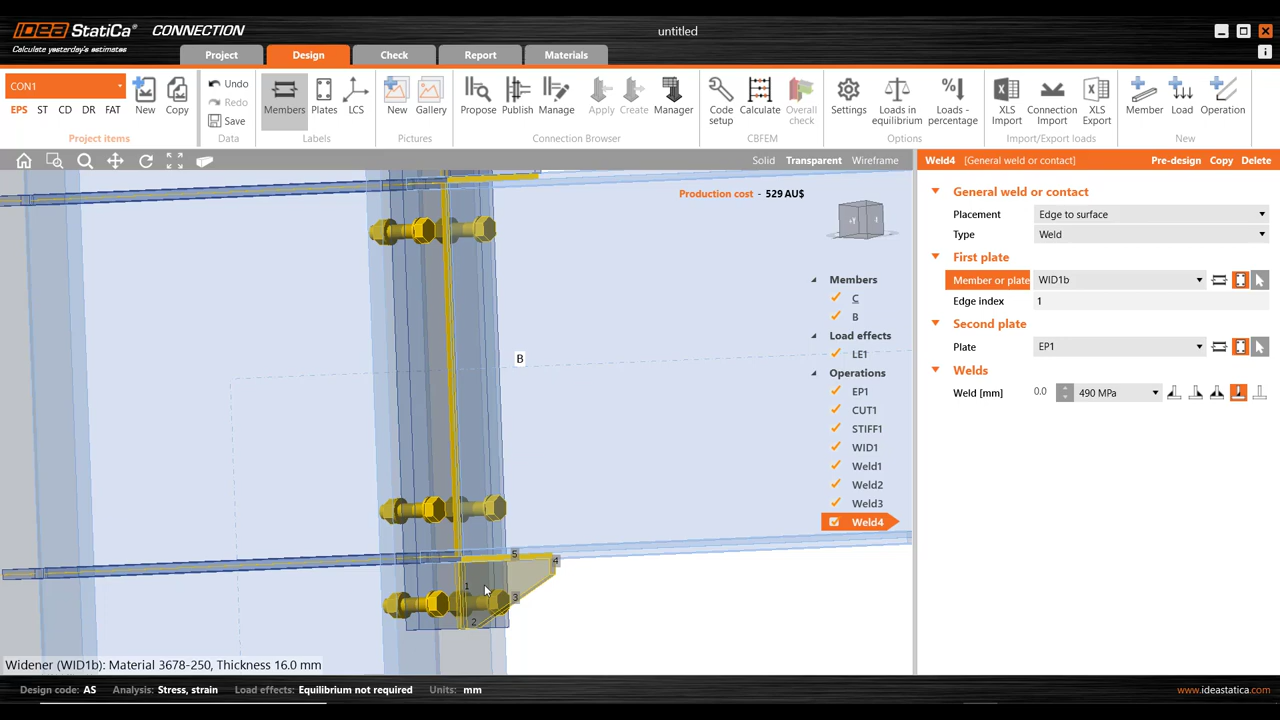 IDEA StatiCa® CONNECTION
Calculate yesterday's estimates
untitled
i
Project
Design
Check
Report
Materials
CON1
EPS ST CD DR FAT
New
Copy
Project items
Undo
Redo
Save
Data
Members
Plates
LCS
Labels
New
Gallery
Pictures
Propose
Publish
Manage
Apply
Create
Manager
Connection Browser
Code setup
Calculate
Overall check
CBFEM
Settings
Loads in equilibrium
Loads - percentage
Options
XLS Import
Connection Import
XLS Export
Import/Export loads
Member
Load
Operation
New
Solid
Transparent
Wireframe
Production cost - 529 AU$
Members
C
B
Load effects
LE1
Operations
EP1
CUT1
STIFF1
WID1
Weld1
Weld2
Weld3
Weld4
B
5
4
1
3
2
Widener (WID1b): Material 3678-250, Thickness 16.0 mm
Weld4 [General weld or contact]
Pre-design
Copy
Delete
General weld or contact
Placement Edge to surface
Type Weld
First plate
Member or plate WID1b
Edge index 1
Second plate
Plate EP1
Welds
Weld [mm] 0.0 490 MPa
Design code: AS Analysis: Stress, strain Load effects: Equilibrium not required Units: mm
www.ideastatica.com